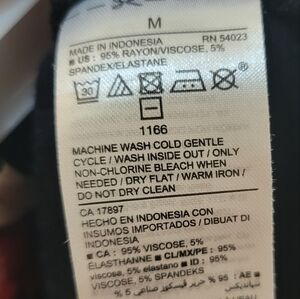 M
MADE IN INDONESIA RN 54023
■ US : 95% RAYON/VISCOSE, 5%
SPANDEX/ELASTANE
30
1166
MACHINE WASH COLD GENTLE
CYCLE / WASH INSIDE OUT / ONLY
NON-CHLORINE BLEACH WHEN
NEEDED / DRY FLAT / WARM IRON /
DO NOT DRY CLEAN
CA 17897
HECHO EN INDONESIA CON
INSUMOS IMPORTADOS / DIBUAT DI
INDONESIA
■ CA : 95% VISCOSE, 5%
ELASTHANNE ■ CL/MX/PE : 95%
viscosa, 5% elastano ■ ID : 95%
VISCOSE, 5% SPANDEKS
■ AE : 95 %